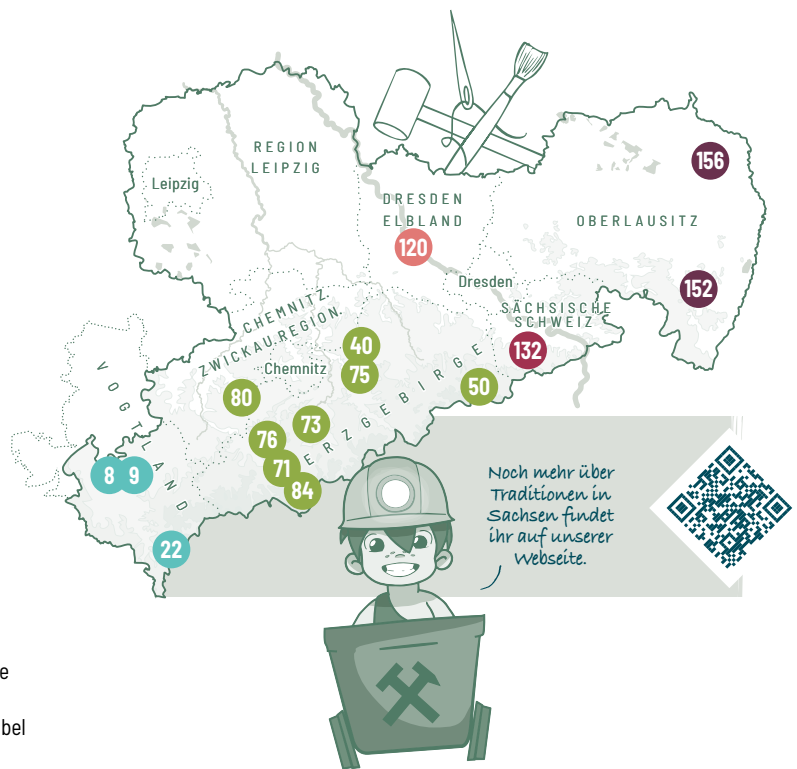 REGION
LEIPZIG
Leipzig
DRESDEN
ELBLAND
120
OBERLAUSITZ
156
152
Dresden
SÄCHSISCHE
SCHWEIZ
132
CHEMNITZ.
ZWICKAU.REGION.
Chemnitz
40
75
50
80
73
76
71
84
ERZGEBIRGE
VOGTLAND
8 9
22
Noch mehr über
Traditionen in
Sachsen findet
ihr auf unserer
Webseite.
e
bel